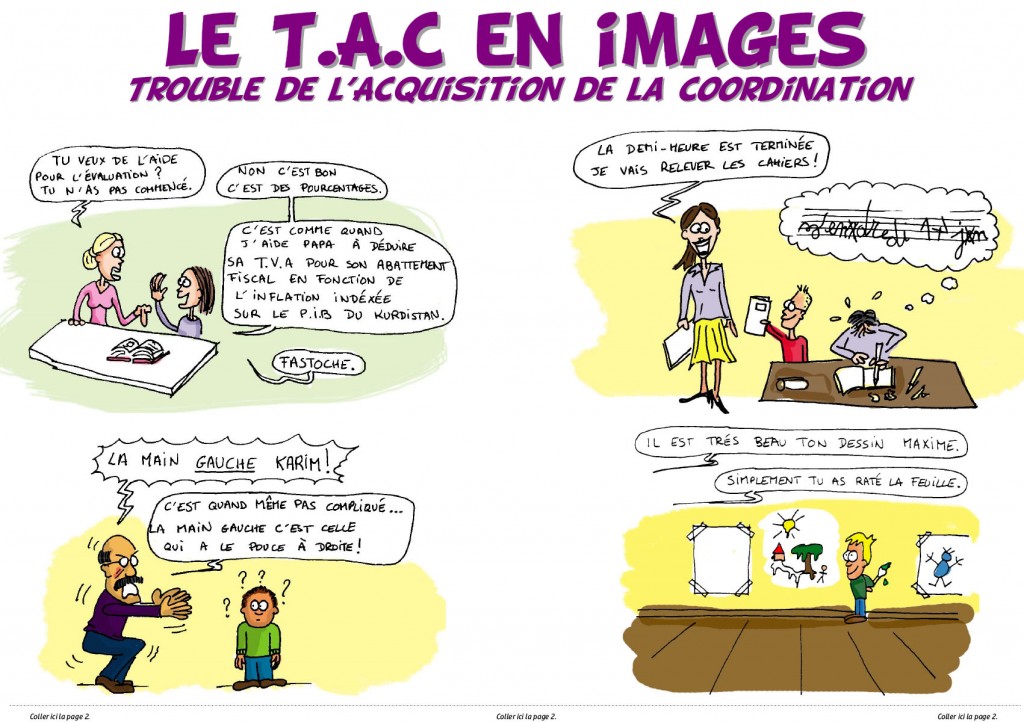 LE T.A.C EN IMAGES
TROUBLE DE L'ACQUISITION DE LA COORDINATION
TU VEUX DE L'AIDE
POUR L'ÉVALUATION ?
TU N'AS PAS COMMENCÉ.
NON C'EST BON
C'EST DES POURCENTAGES.
C'EST COMME QUAND
J'AIDE PAPA À DÉDUIRE
SA T.V.A POUR SON ABATTEMENT
FISCAL EN FONCTION DE
L'INFLATION INDÉXÉE
SUR LE P.I.B DU KURDISTAN.
FASTOCHE.
LA DEMI-HEURE EST TERMINÉE
JE VAIS RELEVER LES CAHIERS !
vendredi 17 juin
LA MAIN GAUCHE KARIM !
C'EST QUAND MÊME PAS COMPLIQUÉ...
LA MAIN GAUCHE C'EST CELLE
QUI A LE POUCE À DROITE !
IL EST TRÉS BEAU TON DESSIN MAXIME.
SIMPLEMENT TU AS RATÉ LA FEUILLE.
Coller ici la page 2.
Coller ici la page 2.
Coller ici la page 2.